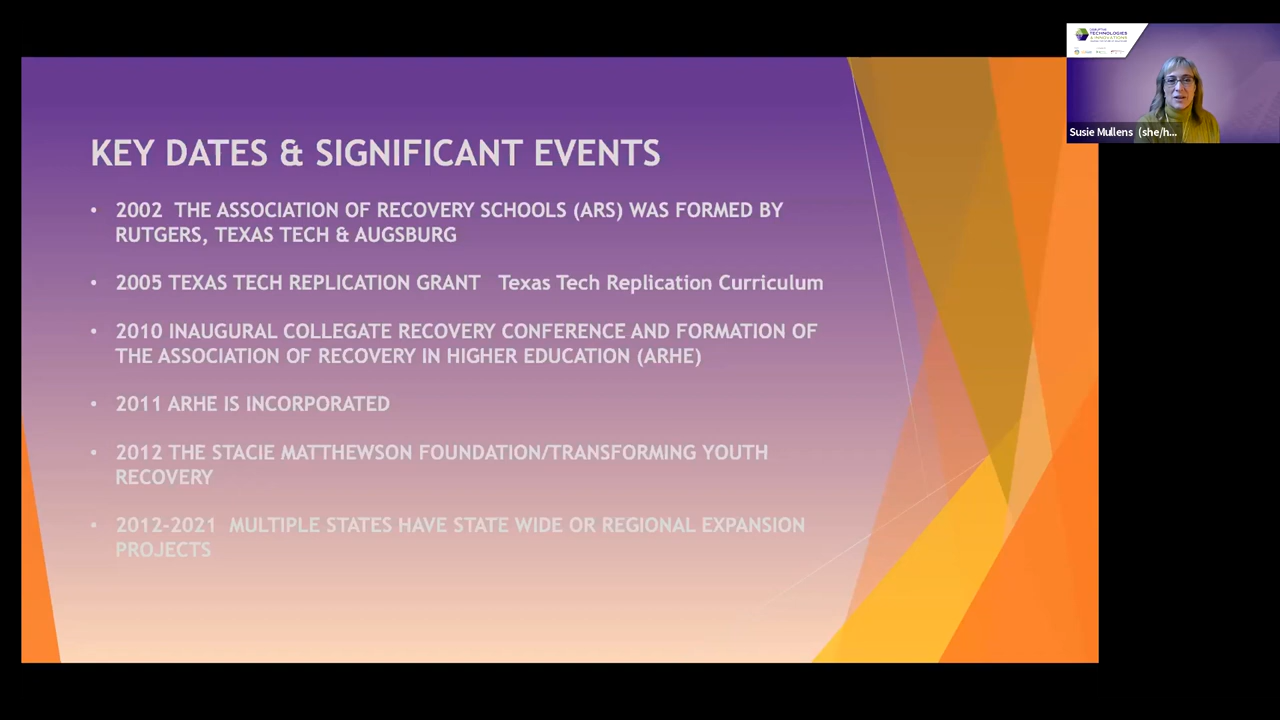 KEY DATES & SIGNIFICANT EVENTS
• 2002 THE ASSOCIATION OF RECOVERY SCHOOLS (ARS) WAS FORMED BY
RUTGERS, TEXAS TECH & AUGSBURG
• 2005 TEXAS TECH REPLICATION GRANT Texas Tech Replication Curriculum
• 2010 INAUGURAL COLLEGATE RECOVERY CONFERENCE AND FORMATION OF
THE ASSOCIATION OF RECOVERY IN HIGHER EDUCATION (ARHE)
• 2011 ARHE IS INCORPORATED
• 2012 THE STACIE MATTHEWSON FOUNDATION/TRANSFORMING YOUTH
RECOVERY
• 2012-2021 MULTIPLE STATES HAVE STATE WIDE OR REGIONAL EXPANSION
PROJECTS
TECHNOLOGIES
& INNOVATIONS
Susie Mullens (she/h...